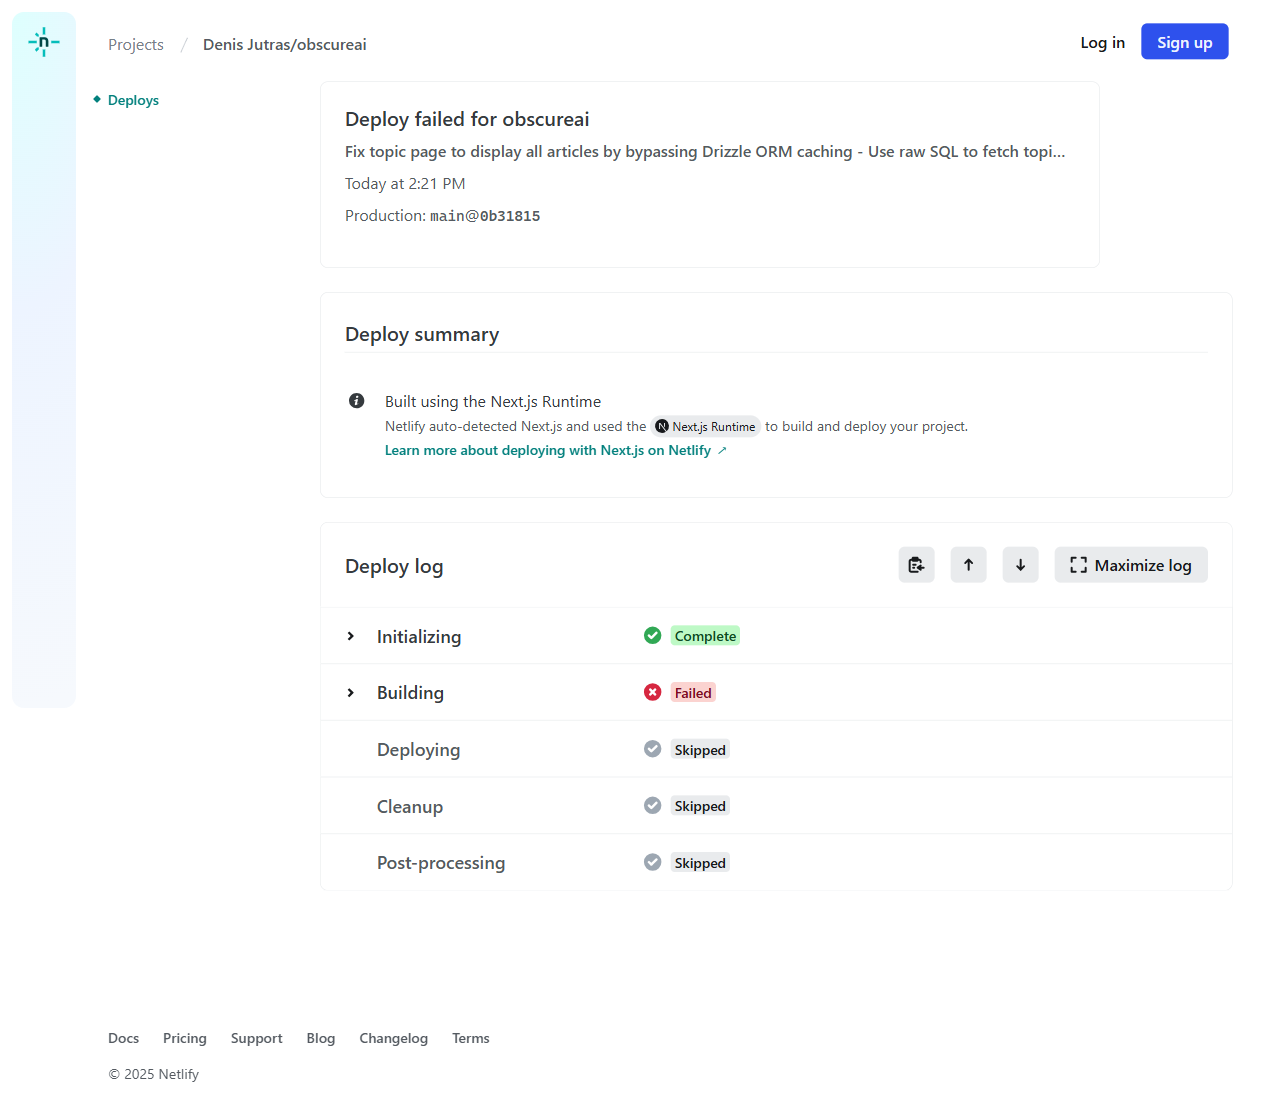 Projects / Denis Jutras/obscureai
Log in
Sign up
Deploys
Deploy failed for obscureai
Fix topic page to display all articles by bypassing Drizzle ORM caching - Use raw SQL to fetch topi...
Today at 2:21 PM
Production: main@0b31815
Deploy summary
Built using the Next.js Runtime
Netlify auto-detected Next.js and used the Next.js Runtime to build and deploy your project.
Learn more about deploying with Next.js on Netlify ↗
Deploy log
Maximize log
Initializing Complete
Building Failed
Deploying Skipped
Cleanup Skipped
Post-processing Skipped
Docs Pricing Support Blog Changelog Terms
© 2025 Netlify